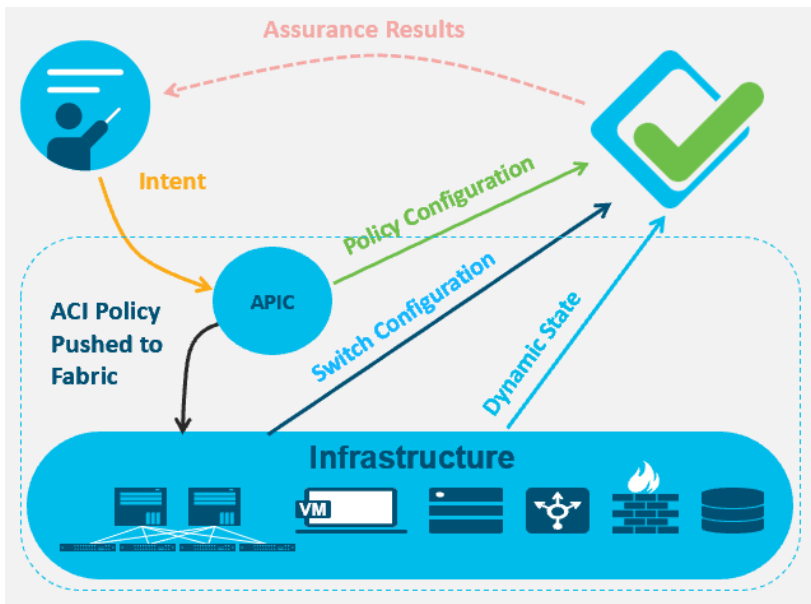 Assurance Results
Intent
Policy Configuration
APIC
ACI Policy
Pushed to
Fabric
Switch Configuration
Dynamic State
Infrastructure
VM